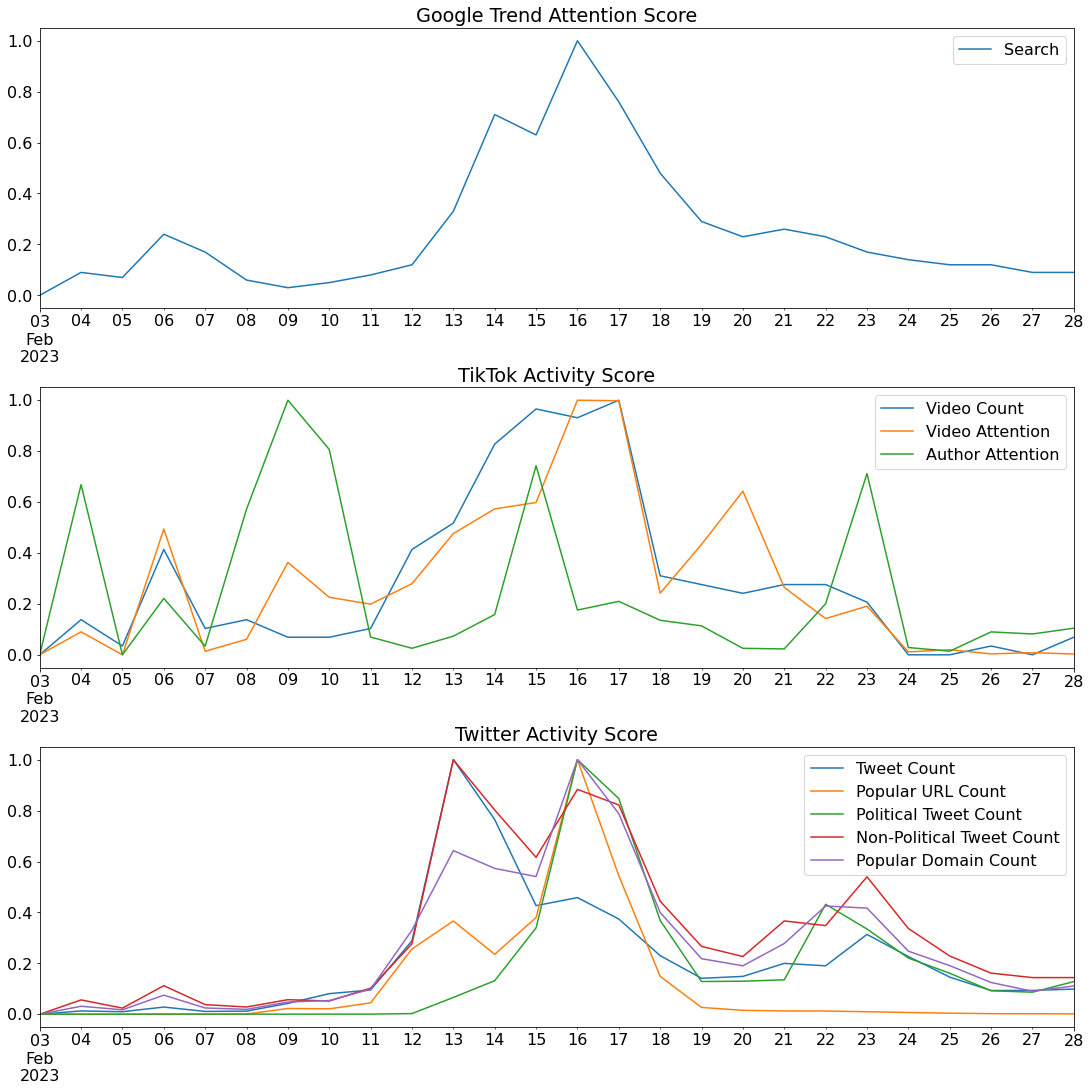 Google Trend Attention Score
Search
1.0
0.8
0.6
0.4
0.2
0.0
03 04 05 06 07 08 09 10 11 12 13 14 15 16 17 18 19 20 21 22 23 24 25 26 27 28
Feb
2023
TikTok Activity Score
Video Count
Video Attention
Author Attention
1.0
0.8
0.6
0.4
0.2
0.0
03 04 05 06 07 08 09 10 11 12 13 14 15 16 17 18 19 20 21 22 23 24 25 26 27 28
Feb
2023
Twitter Activity Score
Tweet Count
Popular URL Count
Political Tweet Count
Non-Political Tweet Count
Popular Domain Count
1.0
0.8
0.6
0.4
0.2
0.0
03 04 05 06 07 08 09 10 11 12 13 14 15 16 17 18 19 20 21 22 23 24 25 26 27 28
Feb
2023